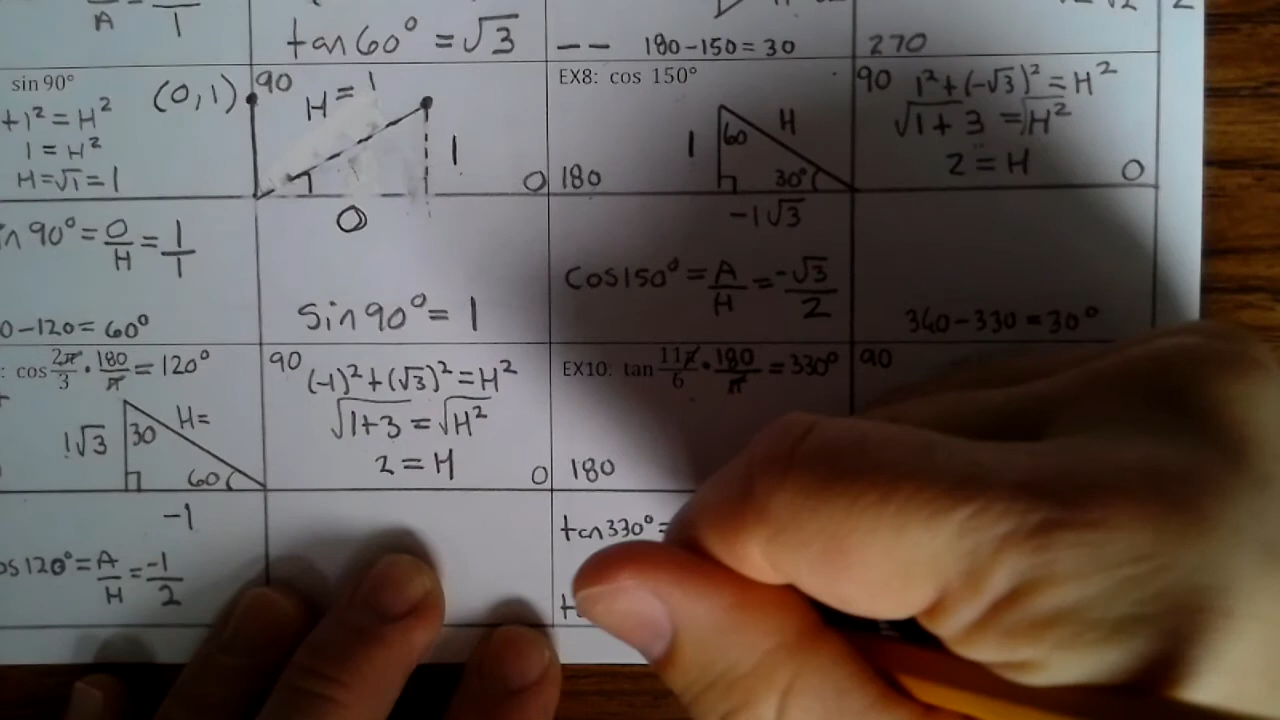 A 1
tan 60° = √3
180-150 = 30
270
sin 90°
+1² = H²
1 = H²
H = √1 = 1
(0,1)
90
H = 1
1
0
0
in 90° = O/H = 1/1
sin 90° = 1
EX8: cos 150°
1
60
H
180
30°
-1√3
90
1² + (-√3)² = H²
√1+3 = √H²
2 = H
0
cos 150° = A/H = -√3/2
340-330 = 30°
0-120 = 60°
: cos 2π/3 · 180/π = 120°
1√3
30
H=
60
-1
os 120° = A/H = -1/2
90
(-1)² + (√3)² = H²
√1+3 = √H²
2 = H
0
EX10: tan 11π/6 · 180/π = 330°
90
180
tan 330° =
t